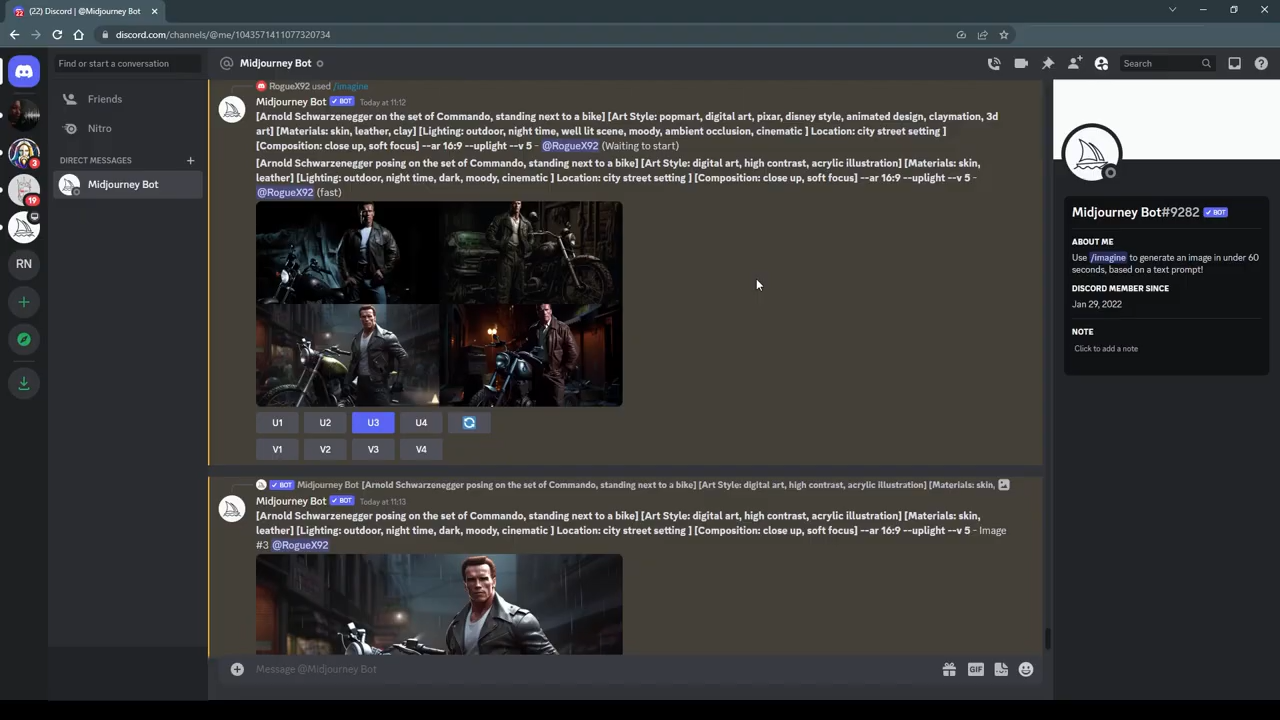 (22) Discord | @Midjourney Bot
discord.com/channels/@me/1043571411077320734
Find or start a conversation
Midjourney Bot
Search
Friends
Nitro
DIRECT MESSAGES
Midjourney Bot
3
19
RN
RogueX92 used /imagine
Midjourney Bot BOT Today at 11:12
[Arnold Schwarzenegger on the set of Commando, standing next to a bike] [Art Style: popmart, digital art, pixar, disney style, animated design, claymation, 3d
art] [Materials: skin, leather, clay] [Lighting: outdoor, night time, well lit scene, moody, ambient occlusion, cinematic ] Location: city street setting ]
[Composition: close up, soft focus] --ar 16:9 --uplight --v 5 - @RogueX92 (Waiting to start)
[Arnold Schwarzenegger posing on the set of Commando, standing next to a bike] [Art Style: digital art, high contrast, acrylic illustration] [Materials: skin,
leather] [Lighting: outdoor, night time, dark, moody, cinematic ] Location: city street setting ] [Composition: close up, soft focus] --ar 16:9 --uplight --v 5 -
@RogueX92 (fast)
U1 U2 U3 U4
V1 V2 V3 V4
BOT Midjourney Bot [Arnold Schwarzenegger posing on the set of Commando, standing next to a bike] [Art Style: digital art, high contrast, acrylic illustration] [Materials: skin,
Midjourney Bot BOT Today at 11:13
[Arnold Schwarzenegger posing on the set of Commando, standing next to a bike] [Art Style: digital art, high contrast, acrylic illustration] [Materials: skin,
leather] [Lighting: outdoor, night time, dark, moody, cinematic ] Location: city street setting ] [Composition: close up, soft focus] --ar 16:9 --uplight --v 5 - Image
#3 @RogueX92
Message @Midjourney Bot
GIF
Midjourney Bot#9282 BOT
ABOUT ME
Use /imagine to generate an image in under 60
seconds, based on a text prompt!
DISCORD MEMBER SINCE
Jan 29, 2022
NOTE
Click to add a note